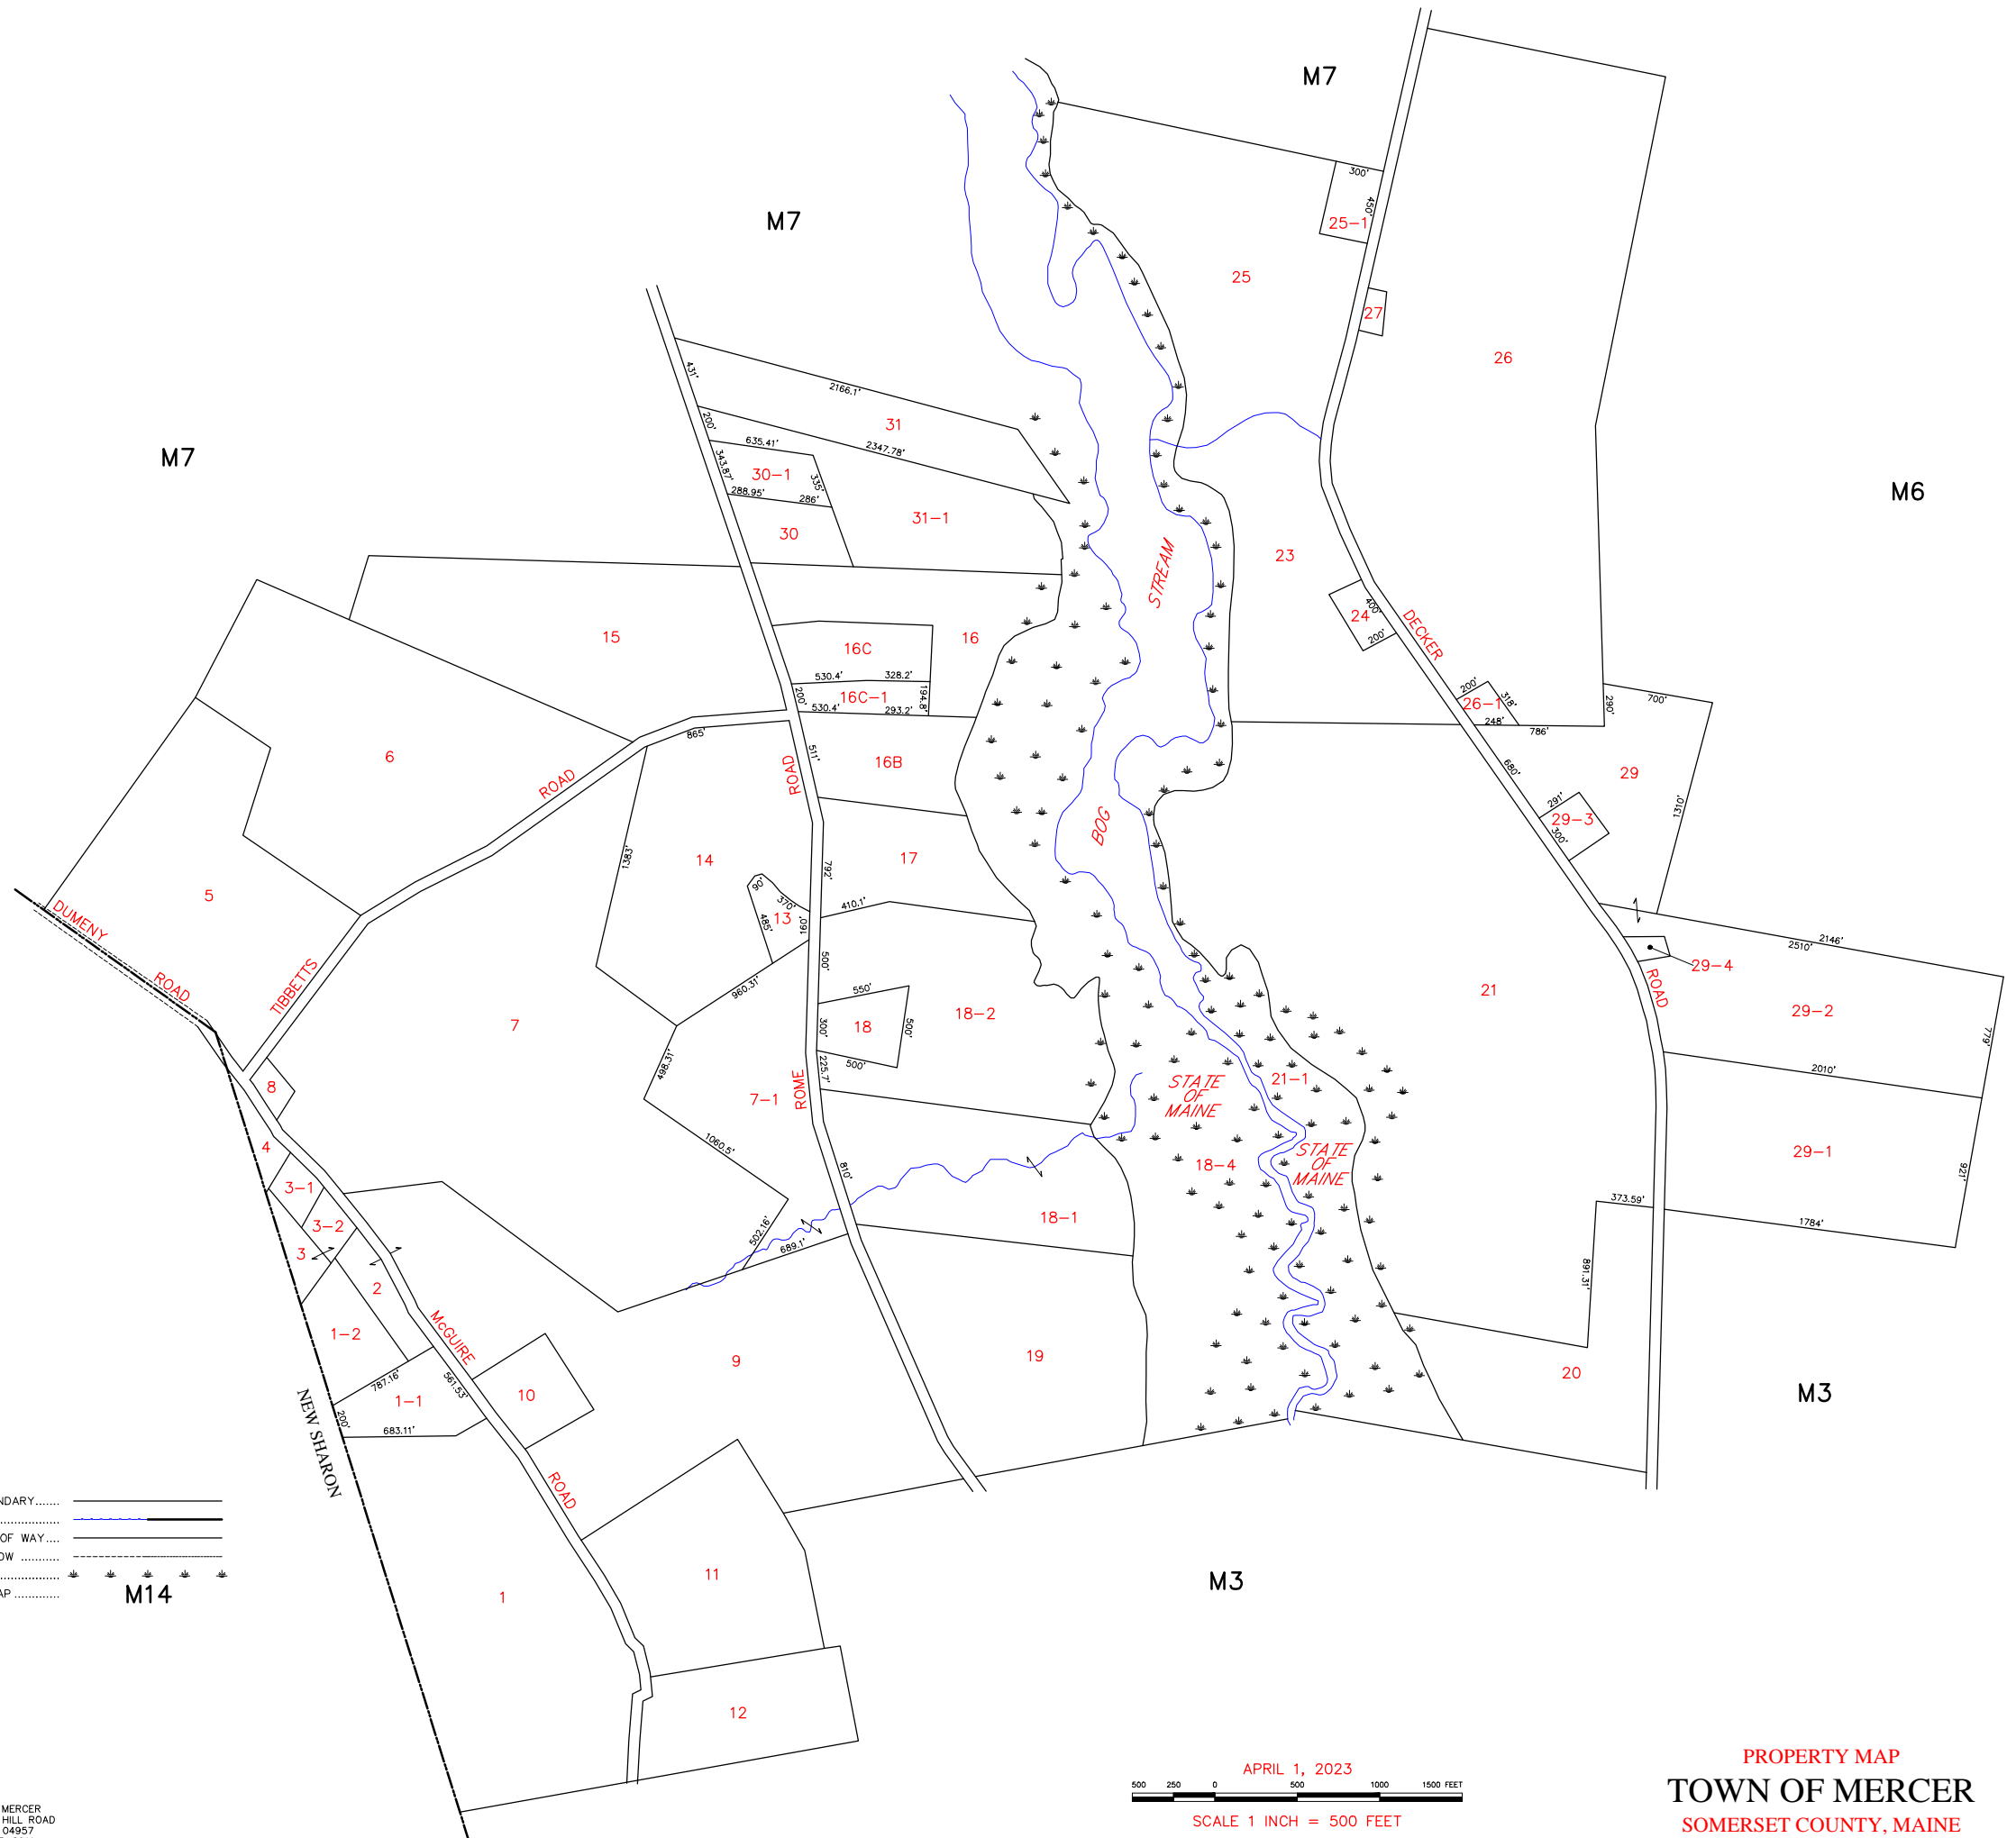 M7
M7
300'
450'
25-1
25
27
26
431'
2166.1'
31
200'
2347.78'
635.41'
343.87'
30-1
335'
288.95'
286'
30
31-1
M7
M6
STREAM
23
15
16C
16
24
400'
200'
DECKER
530.4'
328.2'
200'
16C-1
194.8'
530.4'
293.2'
200'
318'
26-1
248'
786'
290'
700'
6
865'
ROAD
ROAD
511'
16B
680'
29
1310'
291'
29-3
300'
BOG
1383'
14
792'
17
5
DUMENY
ROAD
TIBBETTS
90'
370'
13
485'
160'
410.1'
500'
960.31'
2146'
2510'
29-4
ROAD
21
7
550'
18
500'
300'
500'
225.7'
18-2
29-2
779'
498.31'
7-1
ROME
2010'
8
STATE
OF
MAINE
21-1
4
1060.5'
STATE
OF
MAINE
18-4
29-1
921'
3-1
3-2
3
810'
373.59'
1784'
502.16'
689.1'
18-1
891.31'
2
1-2
McGUIRE
9
19
20
M3
787.16'
561.53'
1-1
10
200'
683.11'
NEW SHARON
ROAD
NDARY.......
OF WAY....
OW ...........
AP .............
M14
1
11
M3
12
APRIL 1, 2023
500 250 0 500 1000 1500 FEET
SCALE 1 INCH = 500 FEET
PROPERTY MAP
TOWN OF MERCER
SOMERSET COUNTY, MAINE
MERCER
HILL ROAD
04957